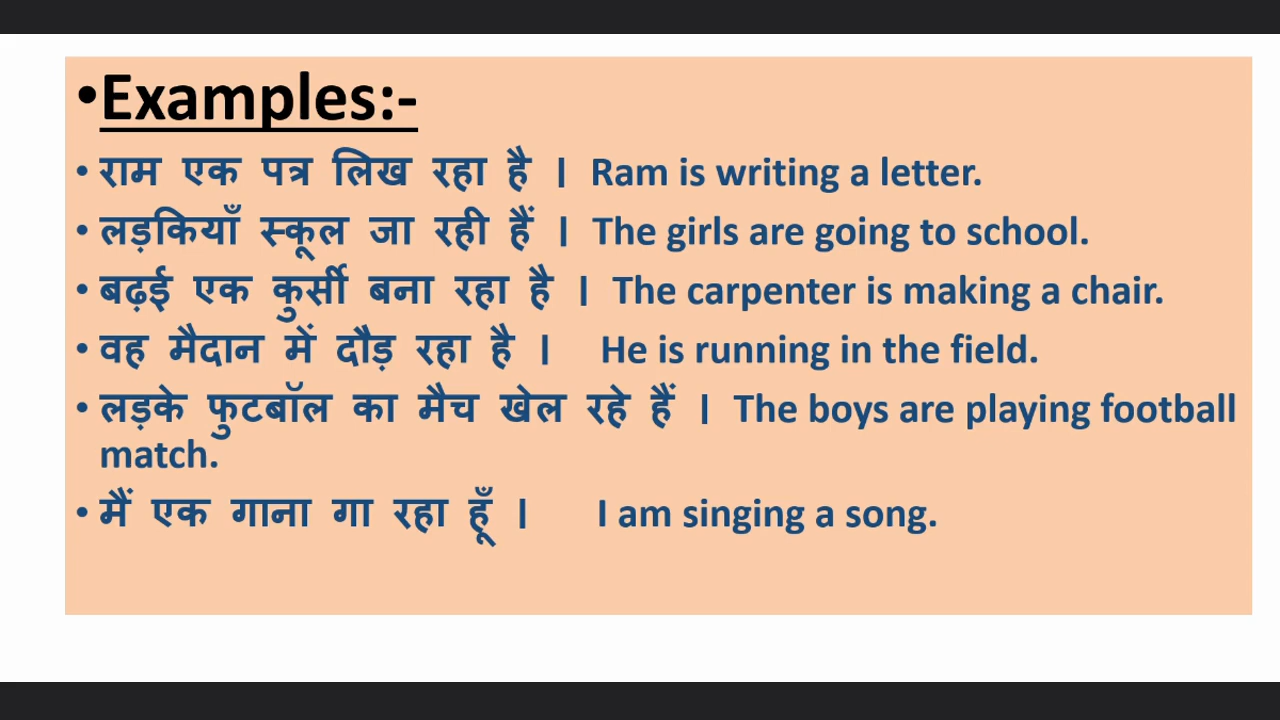 •Examples:-
• राम एक पत्र लिख रहा है । Ram is writing a letter.
• लड़कियाँ स्कूल जा रही हैं । The girls are going to school.
• बढ़ई एक कुर्सी बना रहा है । The carpenter is making a chair.
• वह मैदान में दौड़ रहा है । He is running in the field.
• लड़के फुटबॉल का मैच खेल रहे हैं । The boys are playing football
match.
• मैं एक गाना गा रहा हूँ । I am singing a song.